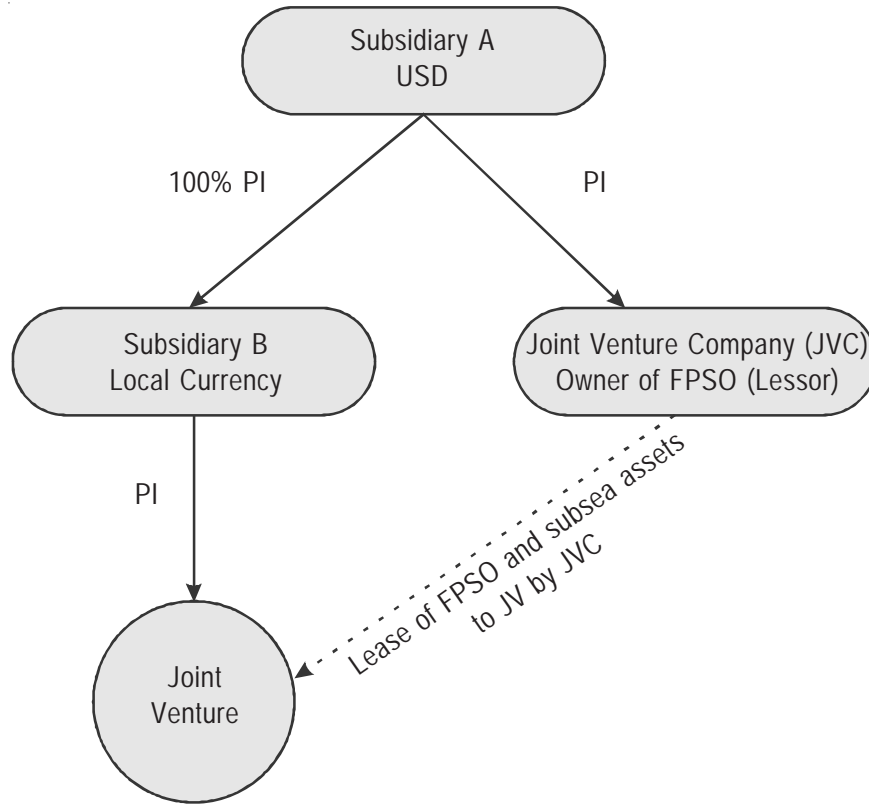 Subsidiary A
USD
100% PI
PI
Subsidiary B
Local Currency
Joint Venture Company (JVC)
Owner of FPSO (Lessor)
PI
Lease of FPSO and subsea assets
to JV by JVC
Joint
Venture